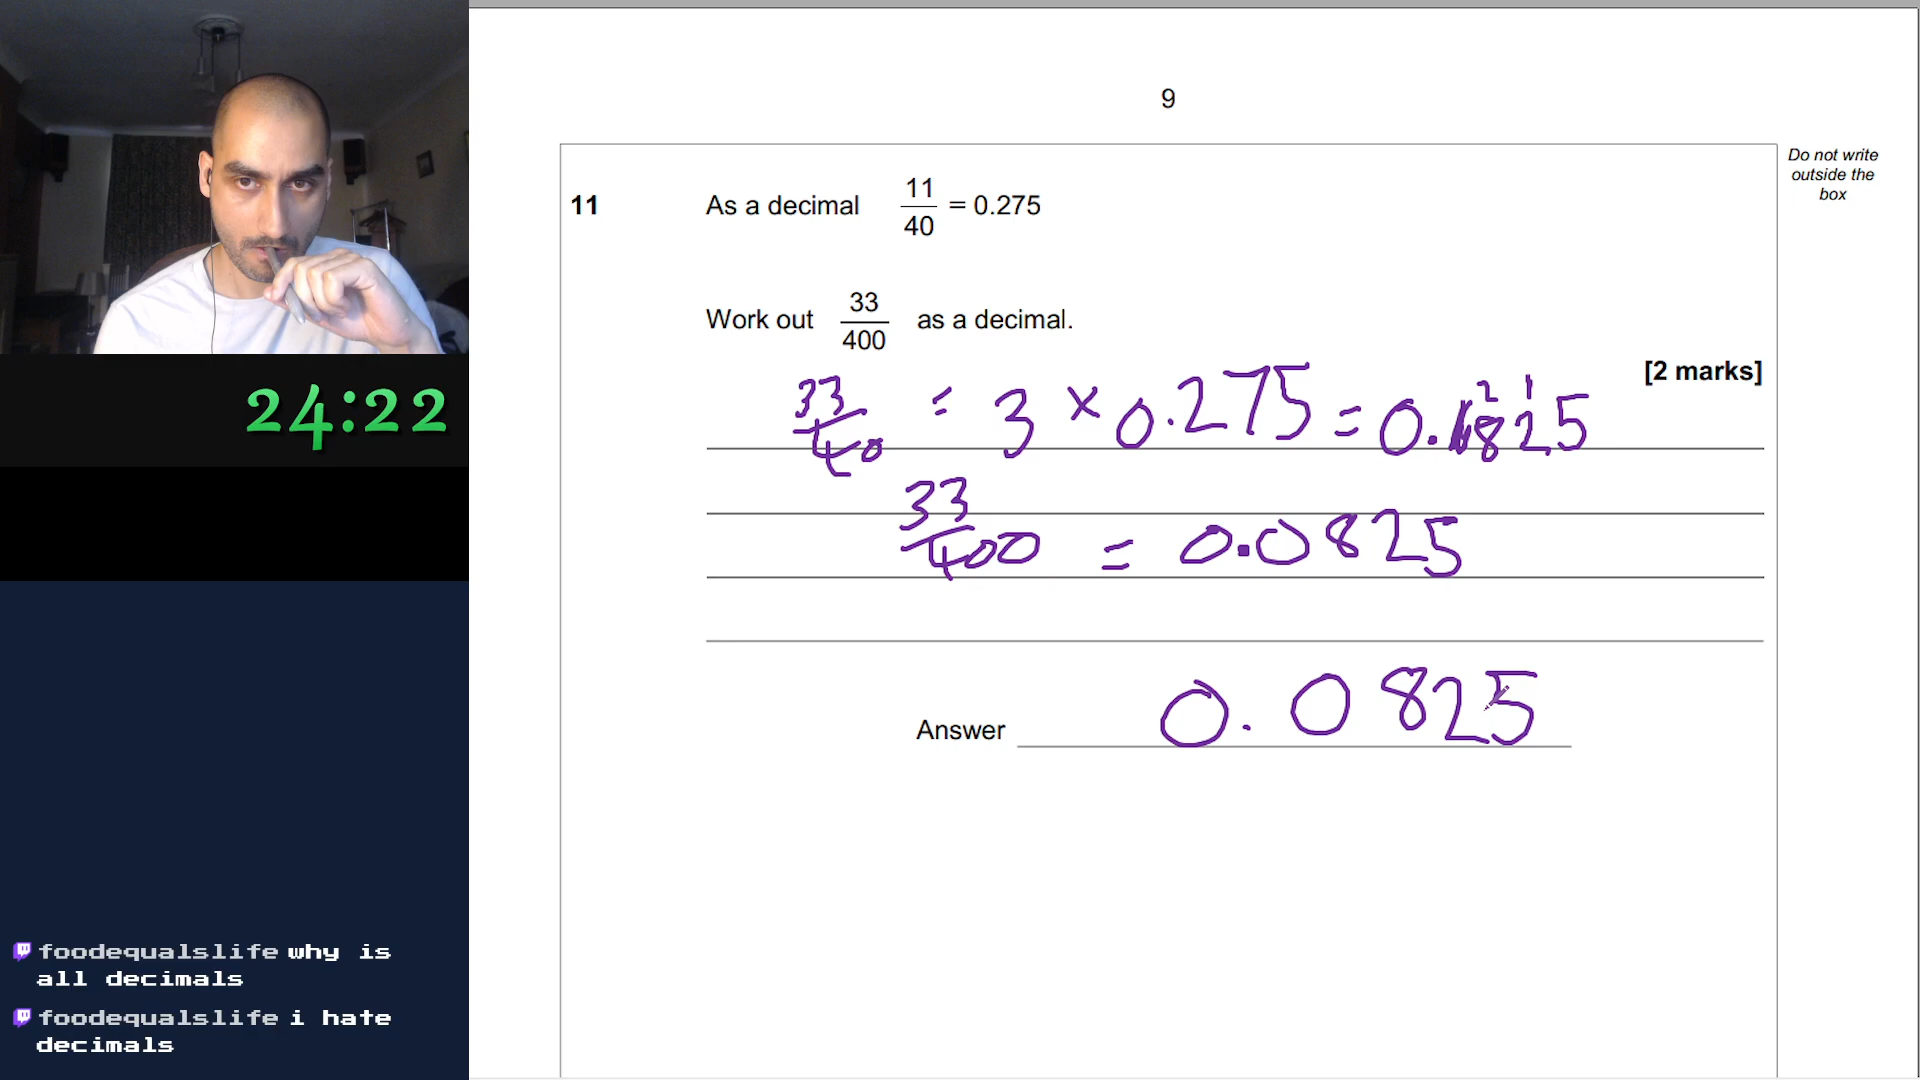 9
Do not write
outside the
box
11 As a decimal 11/40 = 0.275
Work out 33/400 as a decimal.
[2 marks]
33/40 = 3 × 0.275 = 0.825
2 1
33/400 = 0.0825
Answer 0.0825
24:22
foodequalslife why is
all decimals
foodequalslife i hate
decimals